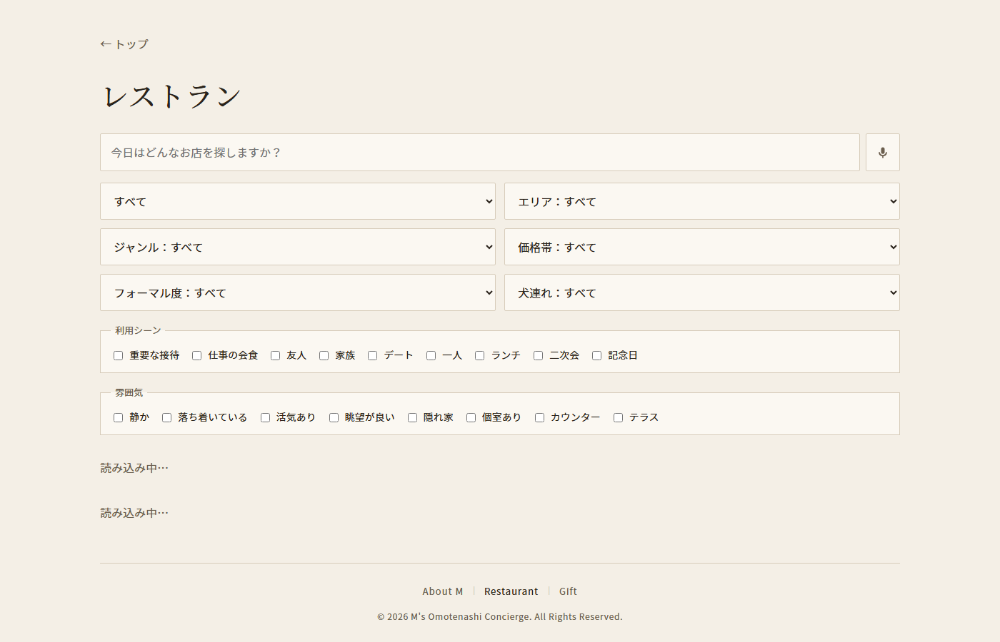 ← トップ
レストラン
今日はどんなお店を探しますか？
すべて
エリア：すべて
ジャンル：すべて
価格帯：すべて
フォーマル度：すべて
犬連れ：すべて
利用シーン
重要な接待 仕事の会食 友人 家族 デート 一人 ランチ 二次会 記念日
雰囲気
静か 落ち着いている 活気あり 眺望が良い 隠れ家 個室あり カウンター テラス
読み込み中…
読み込み中…
About M | Restaurant | Gift
© 2026 M's Omotenashi Concierge. All Rights Reserved.